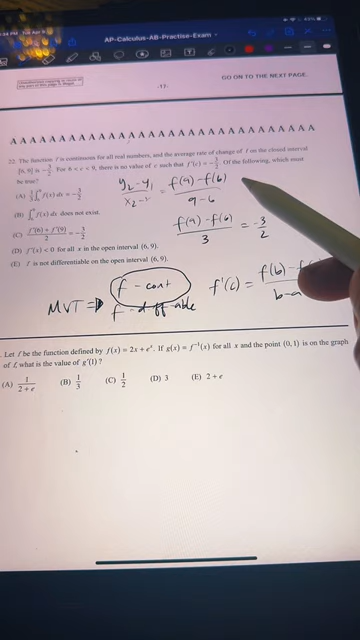 AP-Calculus-AB-Practise-Exam
43%
GO ON TO THE NEXT PAGE.
-17-
A A A A A A A A A A A A A A A A A A A A A A A A A A A A
22. The function f is continuous for all real numbers, and the average rate of change of f on the closed interval
[6, 9] is -3/2. For 6 < c < 9, there is no value of c such that f'(c) = -3/2. Of the following, which must
be true?
(A) 1/3 ∫ f(x) dx = -3/2
(B) ∫ f(x) dx does not exist.
(C) (f'(6) + f'(9))/2 = -3/2
(D) f'(x) < 0 for all x in the open interval (6, 9).
(E) f is not differentiable on the open interval (6, 9).
y₂ - y₁ / x₂ - = f(9) - f(6) / 9 - 6
f(9) - f(6) / 3 = -3/2
MVT ⇒ f - cont
f - diff-able
f'(c) = f(b) - / b-a
. Let f be the function defined by f(x) = 2x + eˣ. If g(x) = f⁻¹(x) for all x and the point (0, 1) is on the graph
of f, what is the value of g'(1) ?
(A) 1/(2 + e) (B) 1/3 (C) 1/2 (D) 3 (E) 2 + e